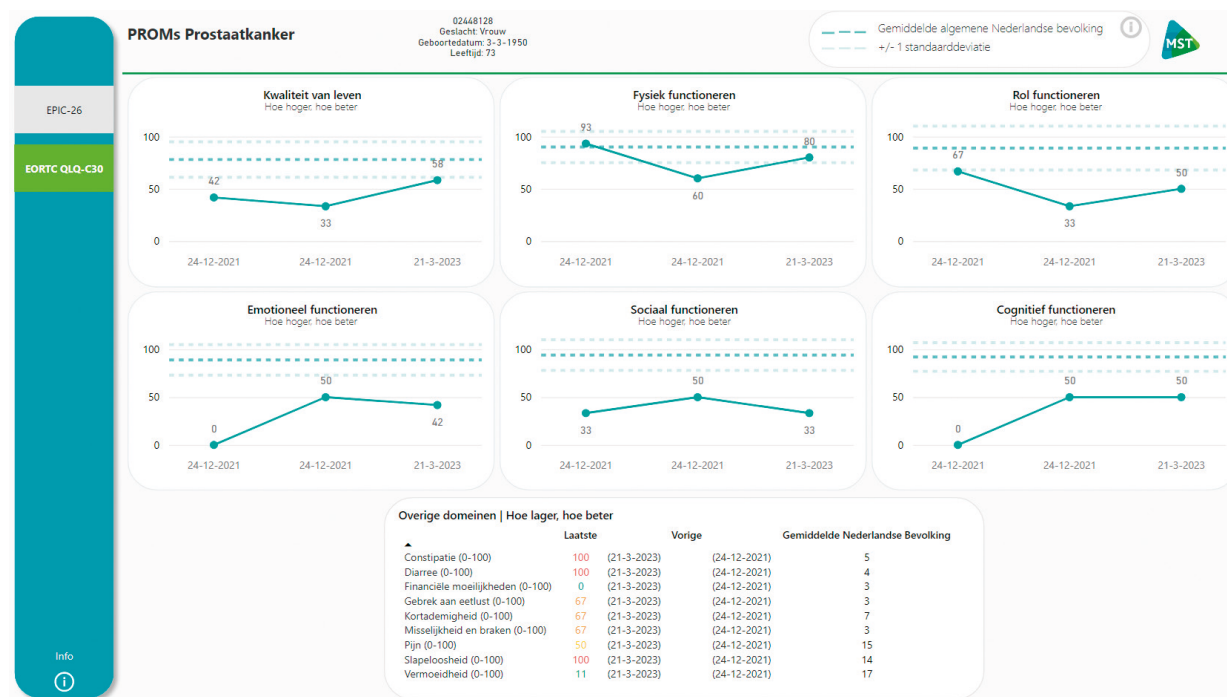 PROMs Prostaatkanker
02448128
Geslacht: Vrouw
Geboortedatum: 3-3-1950
Leeftijd: 73
Gemiddelde algemene Nederlandse bevolking
+/- 1 standaarddeviatie
MST
EPIC-26
EORTC QLQ-C30
Info
Kwaliteit van leven
Hoe hoger, hoe beter
100
50
0
42
33
58
24-12-2021 24-12-2021 21-3-2023
Fysiek functioneren
Hoe hoger, hoe beter
100
50
0
93
60
80
24-12-2021 24-12-2021 21-3-2023
Rol functioneren
Hoe hoger, hoe beter
100
50
0
67
33
50
24-12-2021 24-12-2021 21-3-2023
Emotioneel functioneren
Hoe hoger, hoe beter
100
50
0
0
50
42
24-12-2021 24-12-2021 21-3-2023
Sociaal functioneren
Hoe hoger, hoe beter
100
50
0
33
50
33
24-12-2021 24-12-2021 21-3-2023
Cognitief functioneren
Hoe hoger, hoe beter
100
50
0
0
50
50
24-12-2021 24-12-2021 21-3-2023
Overige domeinen | Hoe lager, hoe beter
Laatste Vorige Gemiddelde Nederlandse Bevolking
Constipatie (0-100) 100 (21-3-2023) (24-12-2021) 5
Diarree (0-100) 100 (21-3-2023) (24-12-2021) 4
Financiële moeilijkheden (0-100) 0 (21-3-2023) (24-12-2021) 3
Gebrek aan eetlust (0-100) 67 (21-3-2023) (24-12-2021) 3
Kortademigheid (0-100) 67 (21-3-2023) (24-12-2021) 7
Misselijkheid en braken (0-100) 67 (21-3-2023) (24-12-2021) 3
Pijn (0-100) 50 (21-3-2023) (24-12-2021) 15
Slapeloosheid (0-100) 100 (21-3-2023) (24-12-2021) 14
Vermoeidheid (0-100) 11 (21-3-2023) (24-12-2021) 17